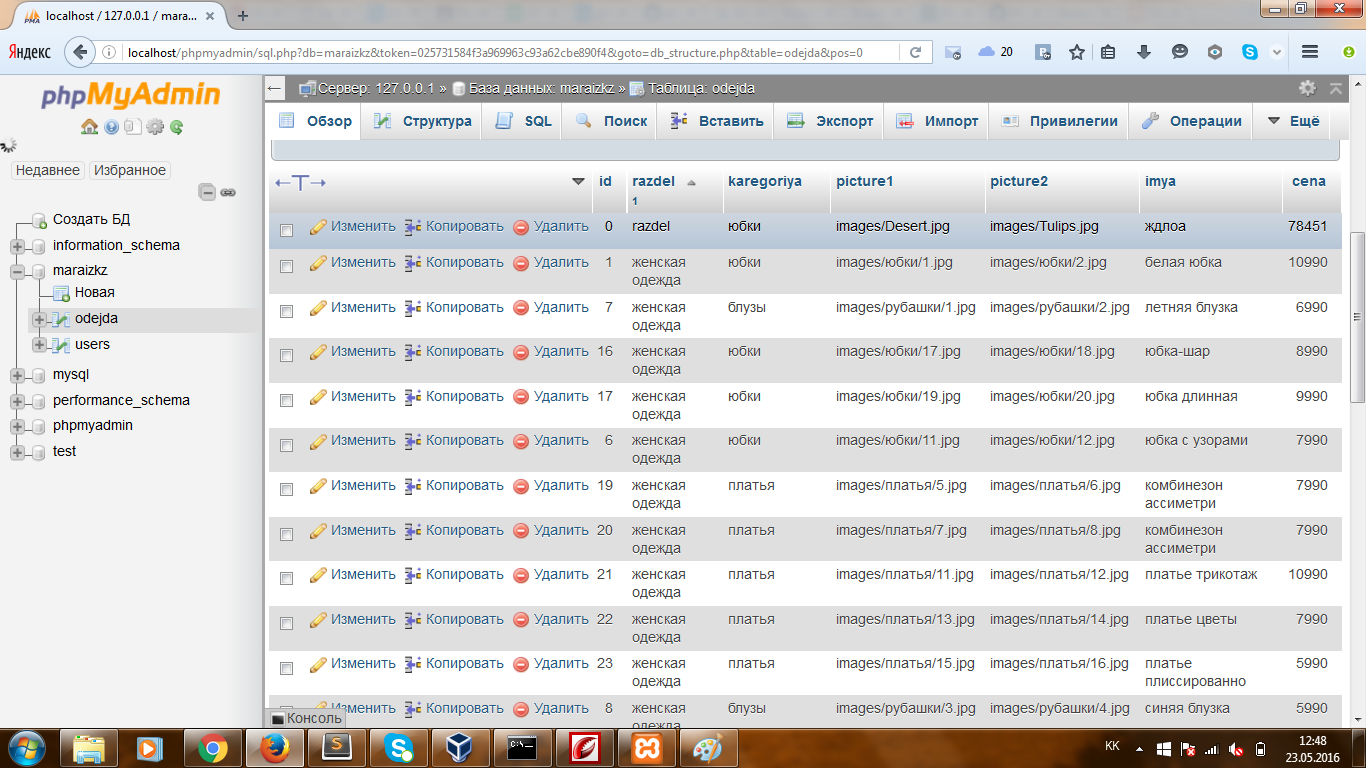 localhost / 127.0.0.1 / mara...
Яндекс
localhost/phpmyadmin/sql.php?db=maraizkz&token=025731584f3a969963c93a62cbe890f4&goto=db_structure.php&table=odejda&pos=0
20
phpMyAdmin
Недавнее Избранное
Создать БД
information_schema
maraizkz
Новая
odejda
users
mysql
performance_schema
phpmyadmin
test
Сервер: 127.0.0.1 » База данных: maraizkz » Таблица: odejda
Обзор Структура SQL Поиск Вставить Экспорт Импорт Привилегии Операции Ещё
←T→ id razdel karegoriya picture1 picture2 imya cena
1
Изменить Копировать Удалить 0 razdel юбки images/Desert.jpg images/Tulips.jpg ждлоа 78451
Изменить Копировать Удалить 1 женская юбки images/юбки/1.jpg images/юбки/2.jpg белая юбка 10990
одежда
Изменить Копировать Удалить 7 женская блузы images/рубашки/1.jpg images/рубашки/2.jpg летняя блузка 6990
одежда
Изменить Копировать Удалить 16 женская юбки images/юбки/17.jpg images/юбки/18.jpg юбка-шар 8990
одежда
Изменить Копировать Удалить 17 женская юбки images/юбки/19.jpg images/юбки/20.jpg юбка длинная 9990
одежда
Изменить Копировать Удалить 6 женская юбки images/юбки/11.jpg images/юбки/12.jpg юбка с узорами 7990
одежда
Изменить Копировать Удалить 19 женская платья images/платья/5.jpg images/платья/6.jpg комбинезон 7990
одежда ассиметри
Изменить Копировать Удалить 20 женская платья images/платья/7.jpg images/платья/8.jpg комбинезон 7990
одежда ассиметри
Изменить Копировать Удалить 21 женская платья images/платья/11.jpg images/платья/12.jpg платье трикотаж 10990
одежда
Изменить Копировать Удалить 22 женская платья images/платья/13.jpg images/платья/14.jpg платье цветы 7990
одежда
Изменить Копировать Удалить 23 женская платья images/платья/15.jpg images/платья/16.jpg платье 5990
одежда плиссированно
Изменить Копировать Удалить 8 женская блузы images/рубашки/3.jpg images/рубашки/4.jpg синяя блузка 5990
Консоль одежда
KK 12:48
23.05.2016